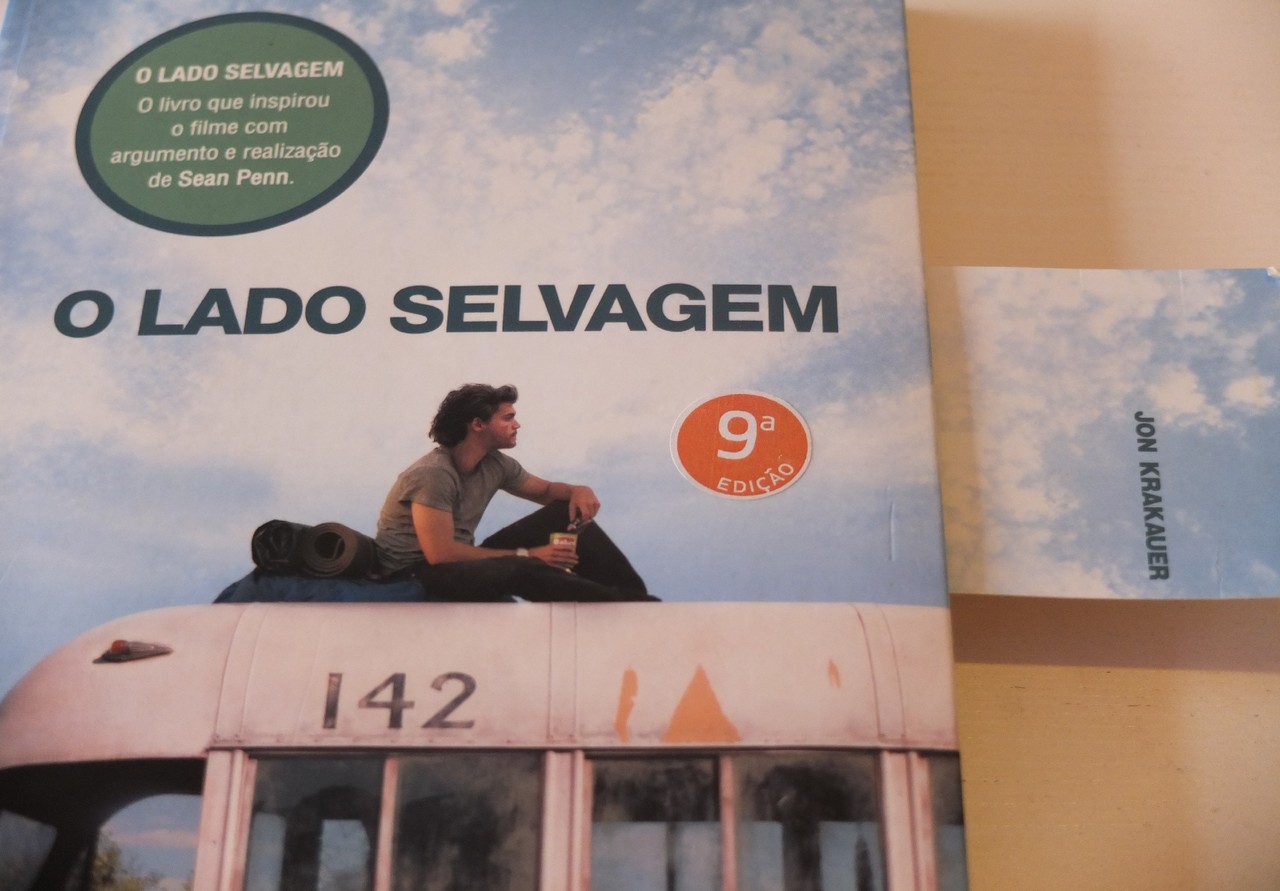 O LADO SELVAGEM
O livro que inspirou
o filme com
argumento e realização
de Sean Penn.
O LADO SELVAGEM
9ª
EDIÇÃO
142
JON KRAKAUER